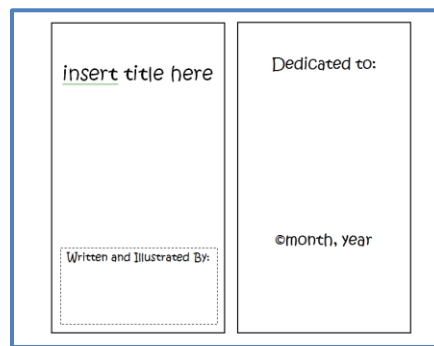 insert title here
Written and Illustrated By:
Dedicated to:
©month, year